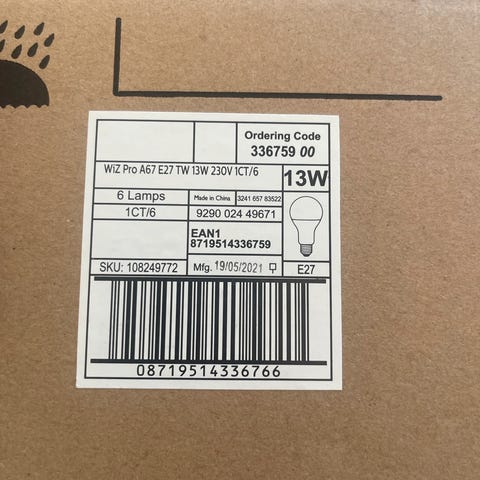 Ordering Code
336759 00
WiZ Pro A67 E27 TW 13W 230V 1CT/6
13W
6 Lamps
Made in China
3241 657 83522
1CT/6
9290 024 49671
EAN1
8719514336759
SKU: 108249772
Mfg. 19/05/2021
E27
08719514336766